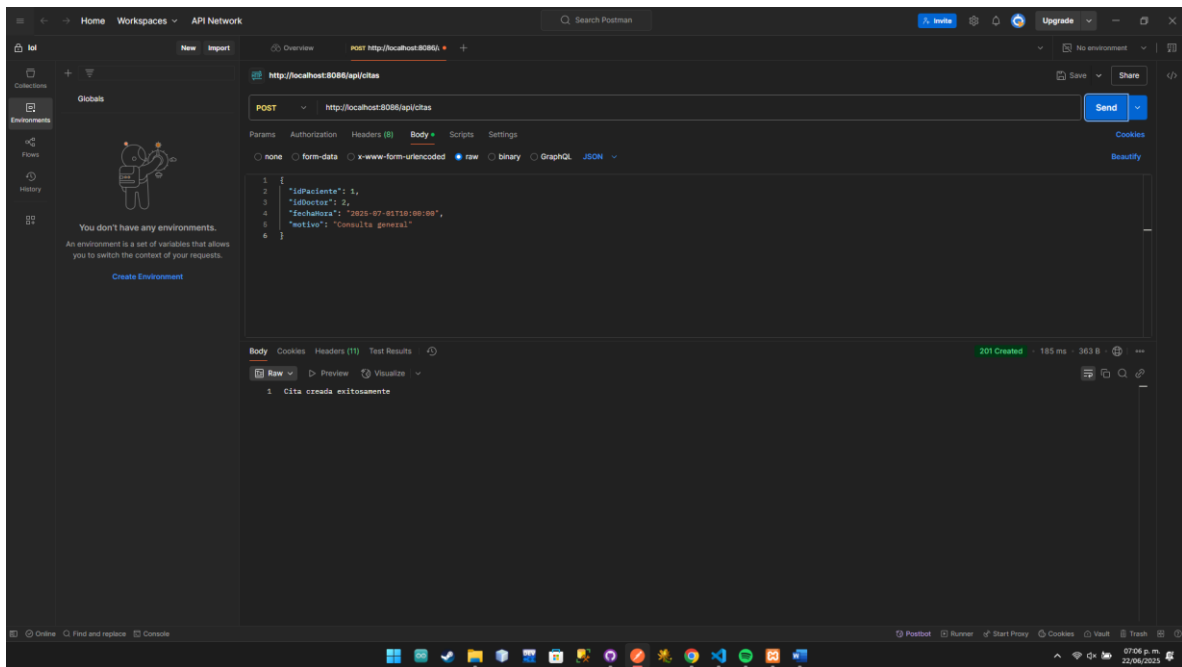 Home Workspaces API Network
Search Postman
Invite
Upgrade
lol
New Import
Overview
POST http://localhost:8086/
No environment
Collections
Environments
Flows
History
Globals
You don't have any environments.
An environment is a set of variables that allows
you to switch the context of your requests.
Create Environment
http://localhost:8086/api/citas
Save Share
POST http://localhost:8086/api/citas
Send
Params Authorization Headers (8) Body Scripts Settings
Cookies
none form-data x-www-form-urlencoded raw binary GraphQL JSON
Beautify
1 {
2 "idPaciente": 1,
3 "idDoctor": 2,
4 "fechaHora": "2025-07-01T10:00:00",
5 "motivo": "Consulta general"
6 }
Body Cookies Headers (11) Test Results
201 Created · 185 ms · 363 B
Raw Preview Visualize
1 Cita creada exitosamente
Online Find and replace Console
Postbot Runner Start Proxy Cookies Vault Trash
07:06 p. m.
22/06/2025